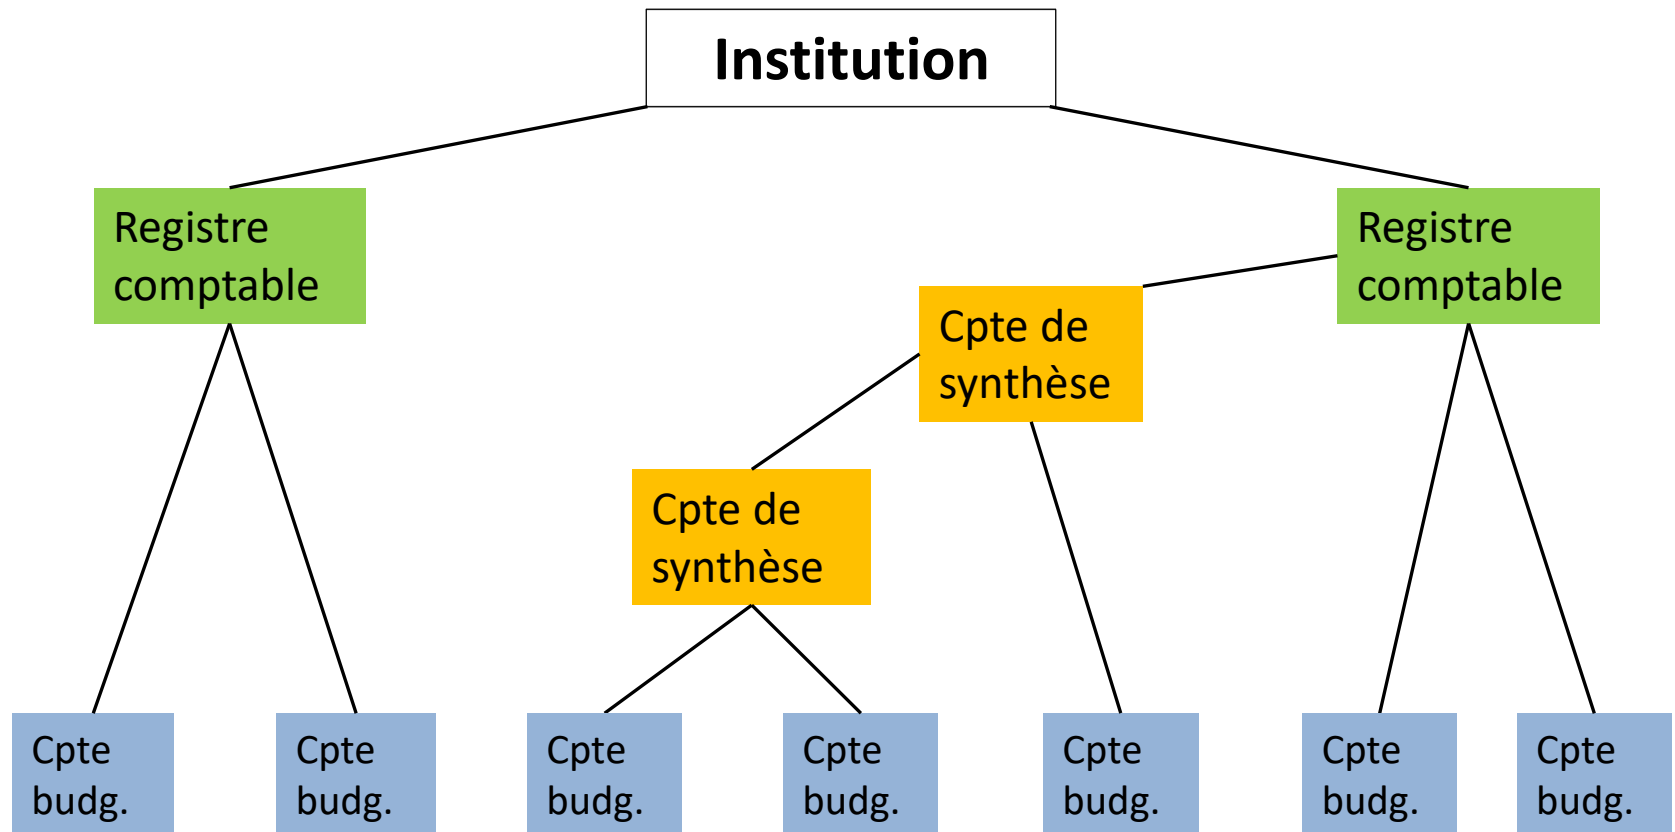 Institution
Registre
comptable
Registre
comptable
Cpte de
synthèse
Cpte de
synthèse
Cpte
budg.
Cpte
budg.
Cpte
budg.
Cpte
budg.
Cpte
budg.
Cpte
budg.
Cpte
budg.